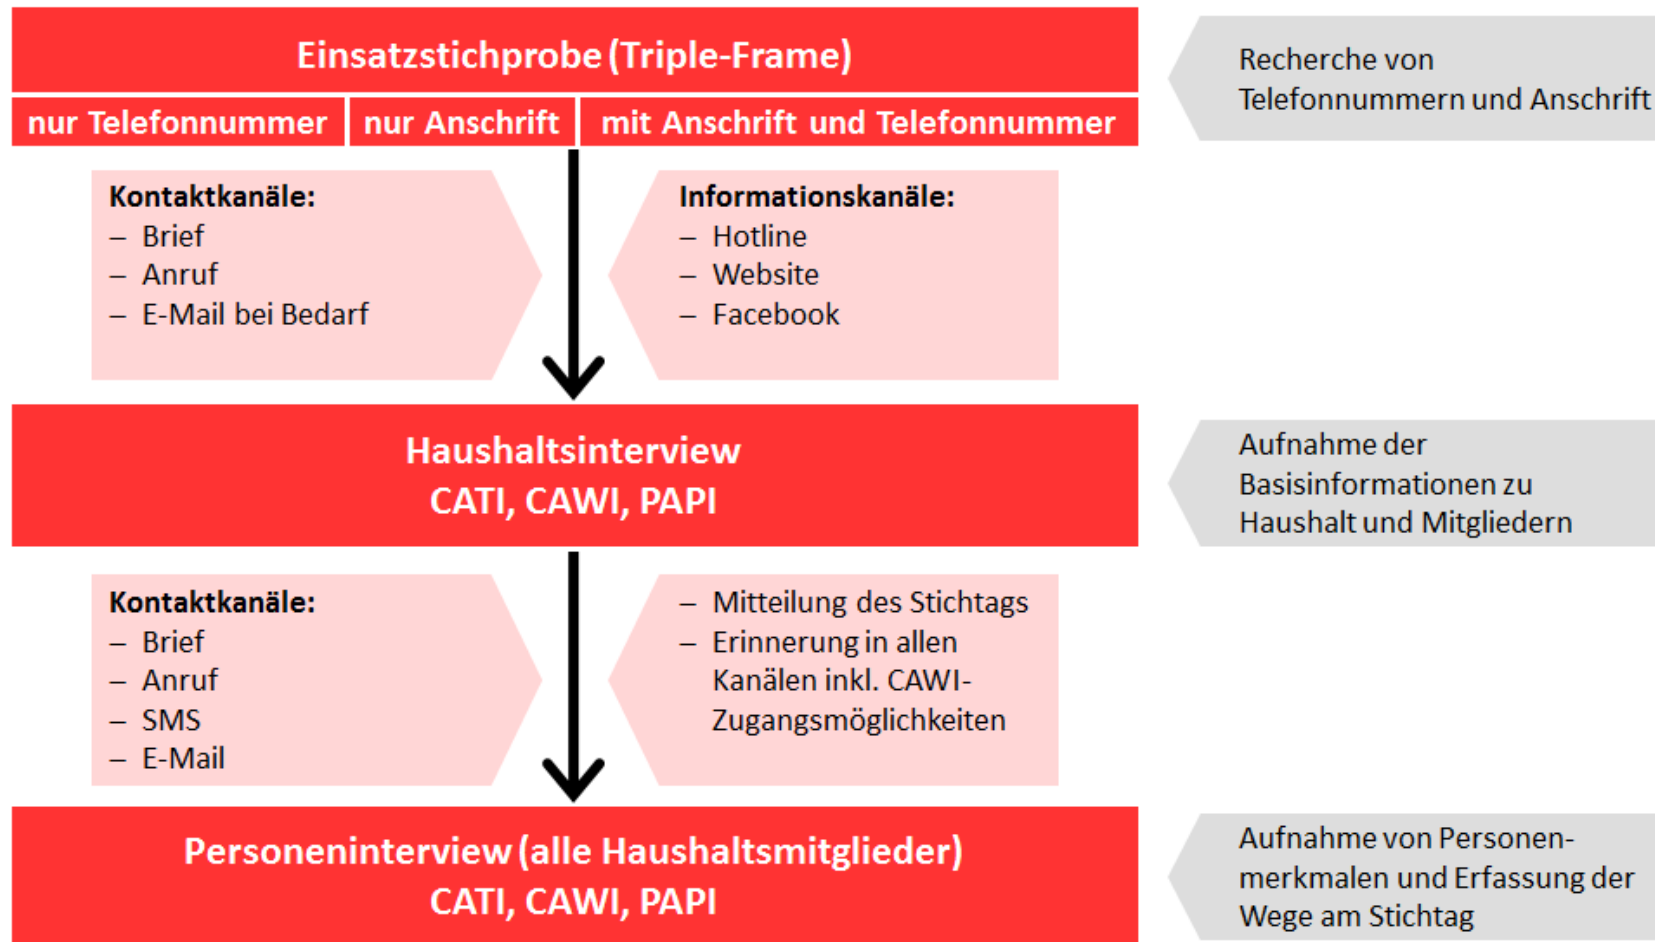 Einsatzstichprobe (Triple-Frame)
nur Telefonnummer
nur Anschrift
mit Anschrift und Telefonnummer
Recherche von
Telefonnummern und Anschrift
Kontaktkanäle:
– Brief
– Anruf
– E-Mail bei Bedarf
Informationskanäle:
– Hotline
– Website
– Facebook
Haushaltsinterview
CATI, CAWI, PAPI
Aufnahme der
Basisinformationen zu
Haushalt und Mitgliedern
Kontaktkanäle:
– Brief
– Anruf
– SMS
– E-Mail
– Mitteilung des Stichtags
– Erinnerung in allen
Kanälen inkl. CAWI-
Zugangsmöglichkeiten
Personeninterview (alle Haushaltsmitglieder)
CATI, CAWI, PAPI
Aufnahme von Personen-
merkmalen und Erfassung der
Wege am Stichtag